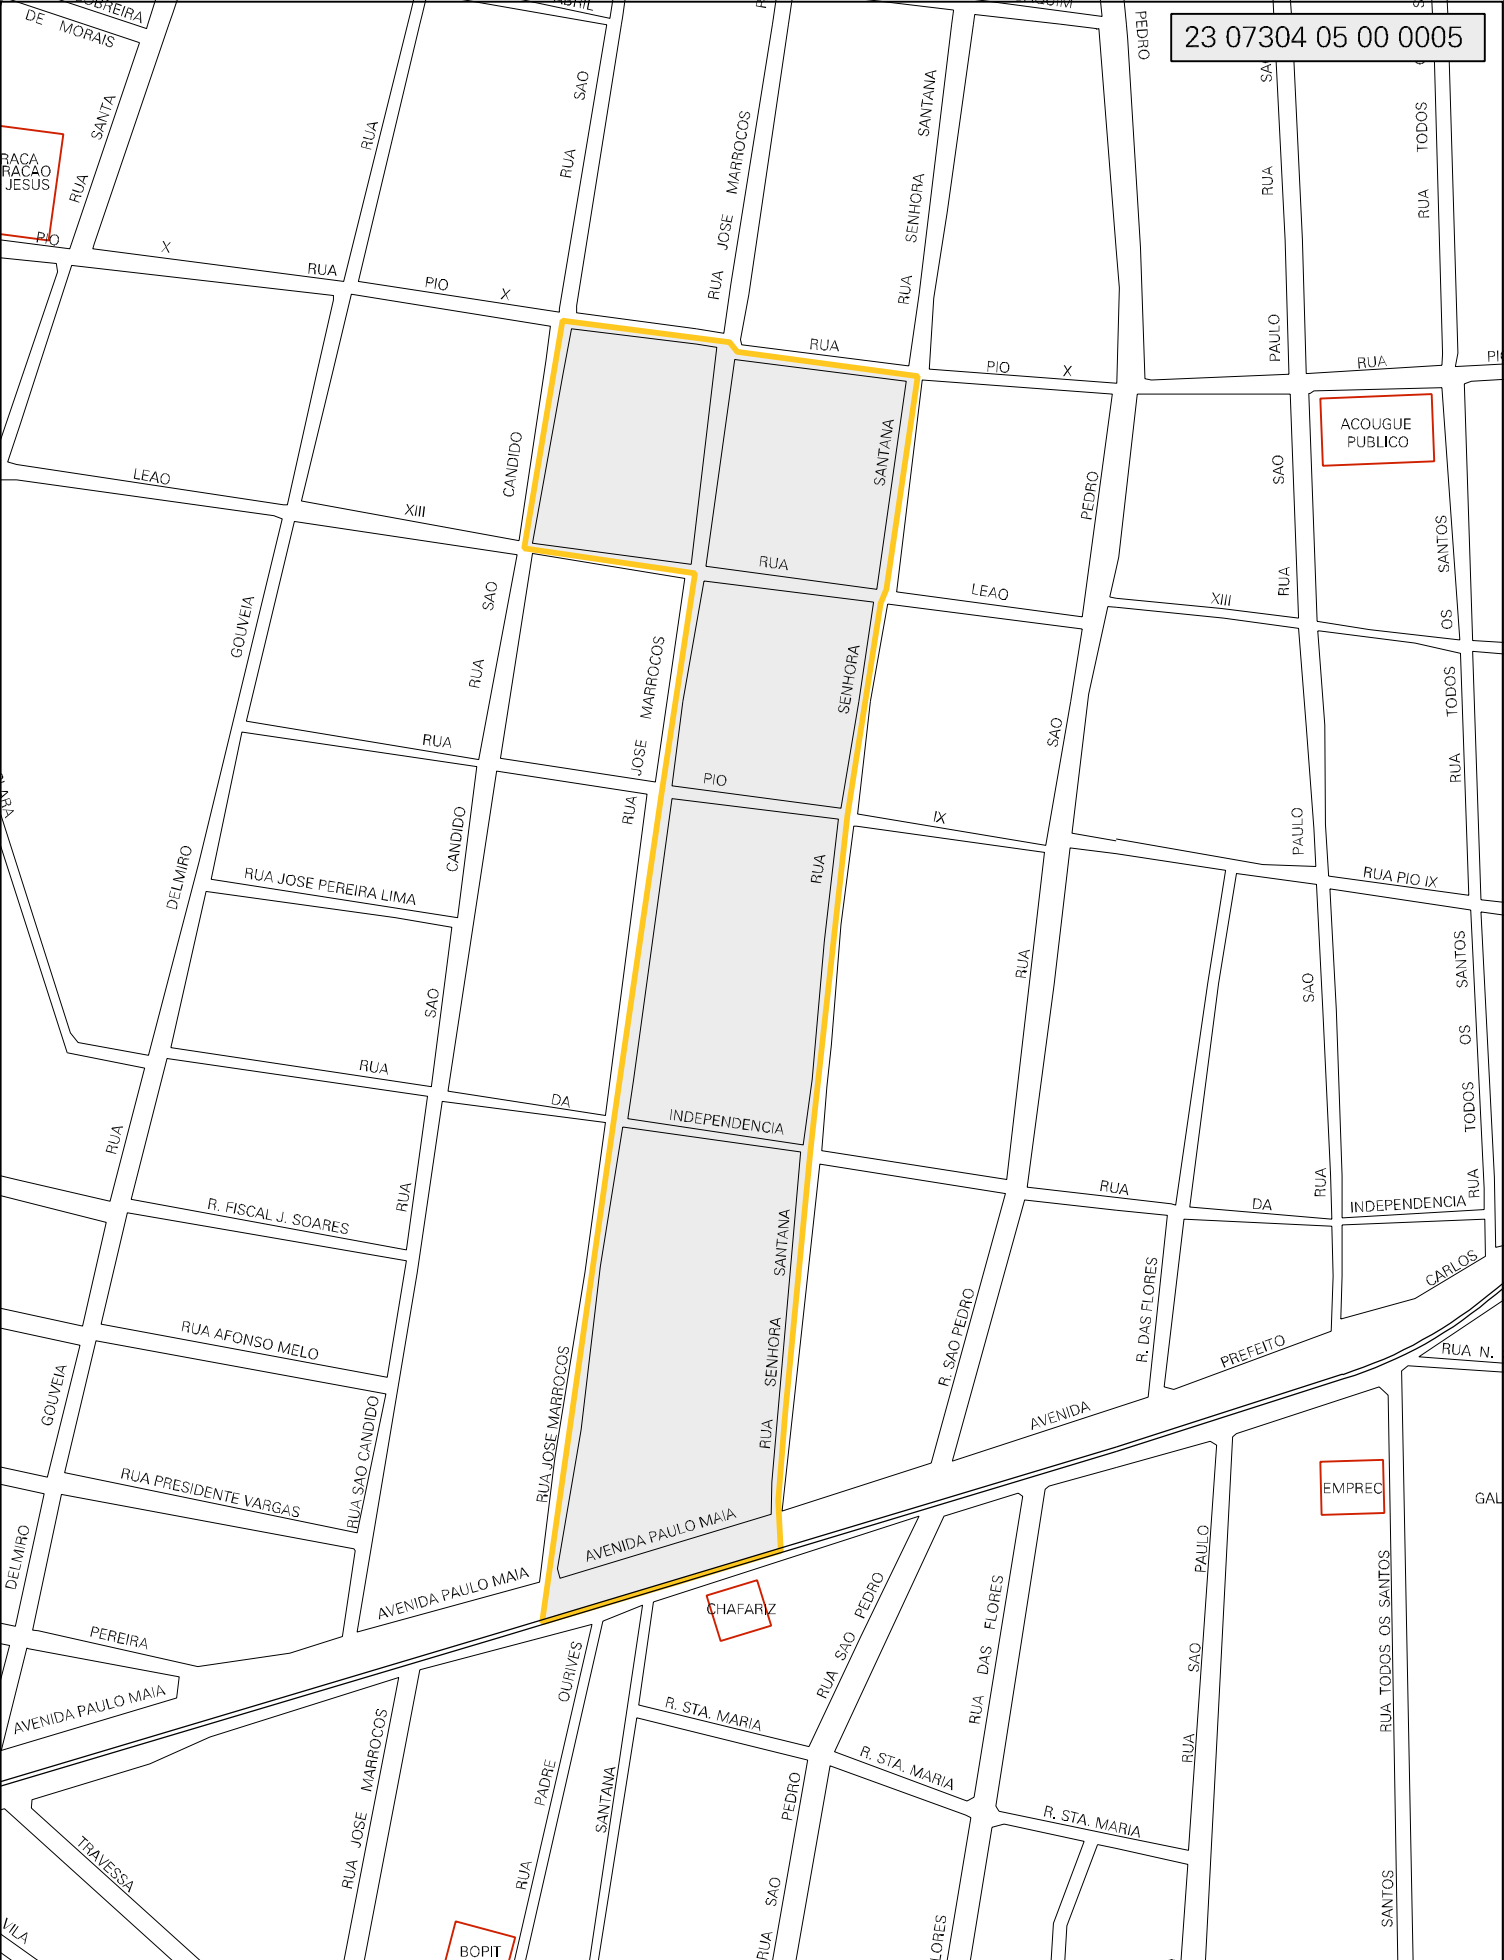 23 07304 05 00 0005
DE MORAIS
PEDRO
RUA SANTA
RUA
RUA SAO
RUA JOSE MARROCOS
RUA SENHORA SANTANA
RUA
SAO
TODOS
RUA
RACA
RACAO
JESUS
PIO X
RUA PIO X
RUA
PIO X
PAULO
RUA
ACOUGUE
PUBLICO
LEAO
XIII
CANDIDO
SANTANA
PEDRO
SAO
RUA
SANTOS
OS
RUA
LEAO
XIII
GOUVEIA
SAO
RUA
JOSE MARROCOS
RUA
SENHORA
SAO
TODOS
RUA
RUA
PIO
IX
PAULO
RUA PIO IX
DELMIRO
RUA JOSE PEREIRA LIMA
CANDIDO
RUA
RUA
SAO
SANTOS
OS
TODOS
RUA
SAO
RUA
DA
INDEPENDENCIA
RUA
RUA
DA
INDEPENDENCIA
RUA
RUA
R. FISCAL J. SOARES
SANTANA
SENHORA
RUA
R. SAO PEDRO
R. DAS FLORES
CARLOS
PREFEITO
AVENIDA
RUA N.
RUA AFONSO MELO
GOUVEIA
RUA SAO CANDIDO
RUA JOSE MARROCOS
RUA PRESIDENTE VARGAS
EMPREC
GAL
AVENIDA PAULO MAIA
DELMIRO
AVENIDA PAULO MAIA
PEREIRA
CHAFARIZ
RUA SAO PEDRO
RUA DAS FLORES
PAULO
SAO
RUA
RUA TODOS OS SANTOS
AVENIDA PAULO MAIA
OURIVES
PADRE
RUA
R. STA. MARIA
R. STA. MARIA
R. STA. MARIA
RUA JOSE MARROCOS
SANTANA
PEDRO
SAO
RUA
TRAVESSA
VILA
BOPIT
LORES
SANTOS